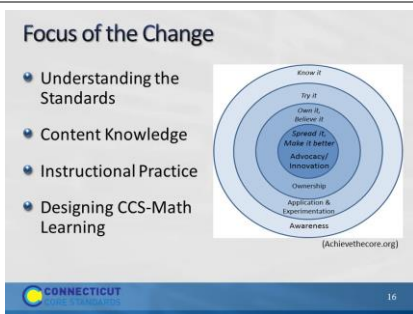 Focus of the Change
Understanding the
Standards
Content Knowledge
Instructional Practice
Designing CCS-Math
Learning
Know it
Try it
Own it,
Believe it
Spread it,
Make it better
Advocacy/
Innovation
Ownership
Application &
Experimentation
Awareness
(Achievethecore.org)
CONNECTICUT
CORE STANDARDS
16